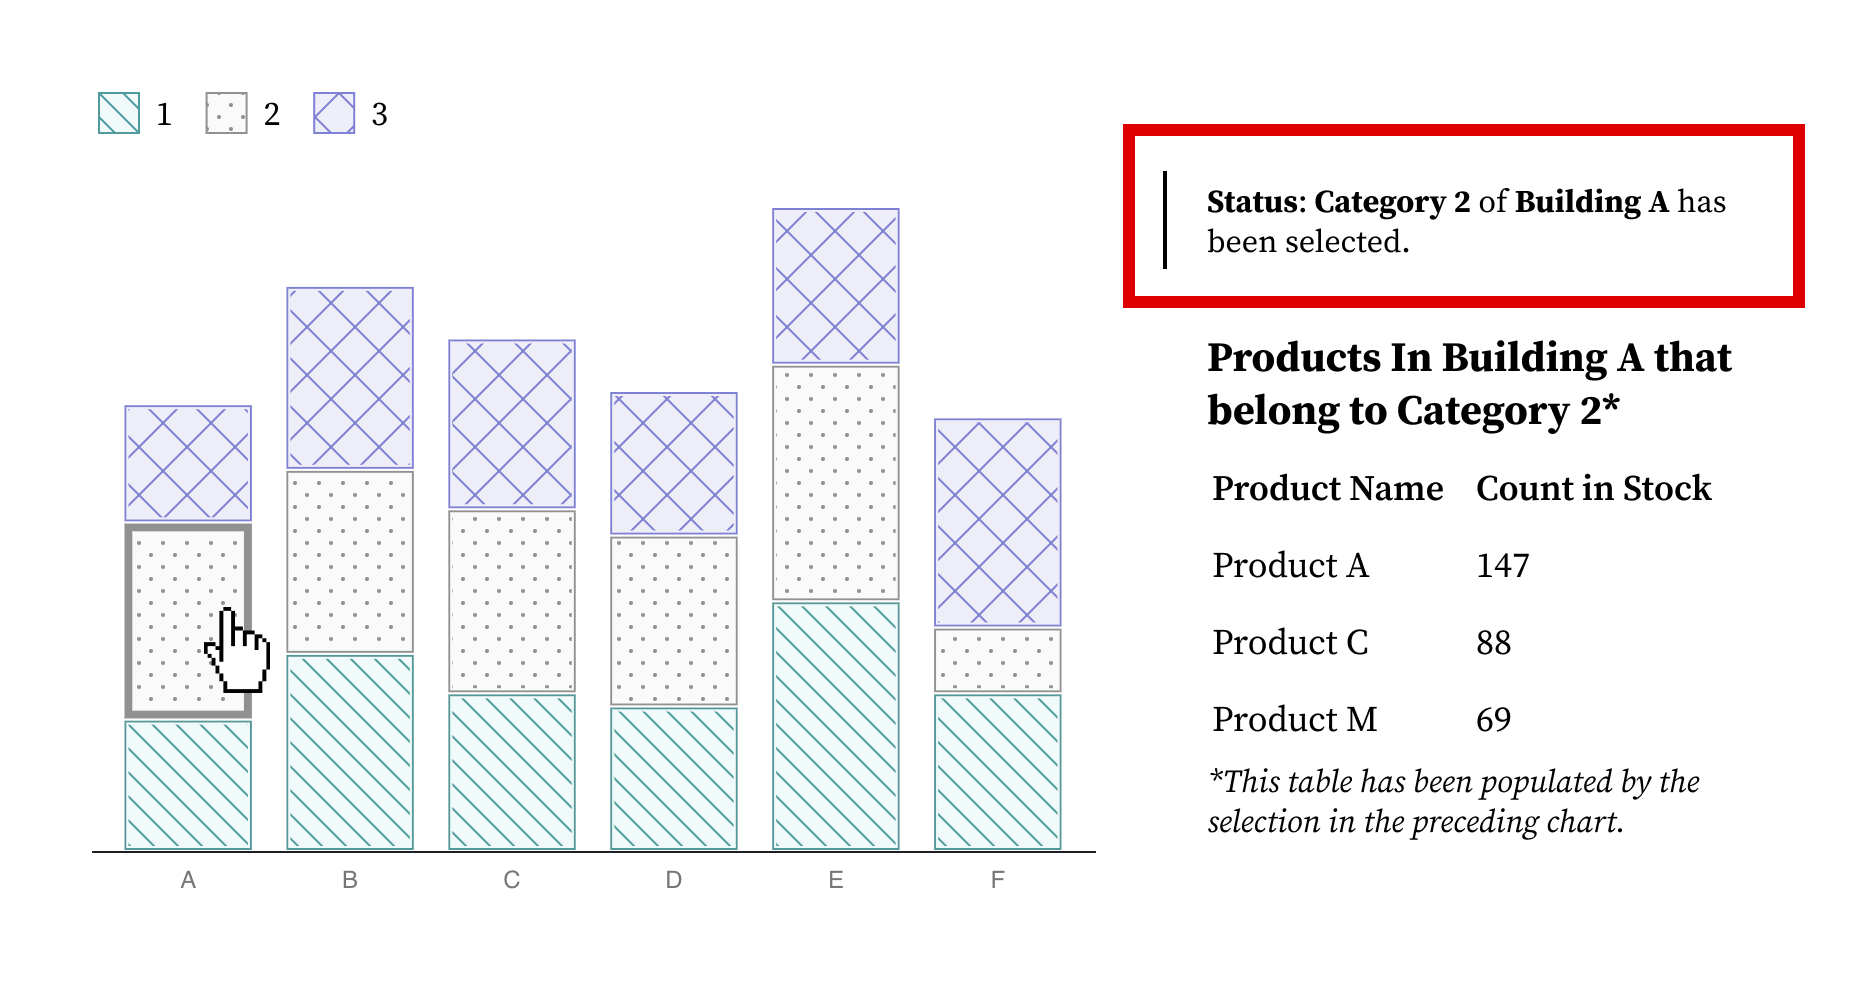 1 2 3
A B C D E F
Status: Category 2 of Building A has
been selected.
Products In Building A that
belong to Category 2*
Product Name Count in Stock
Product A 147
Product C 88
Product M 69
*This table has been populated by the
selection in the preceding chart.